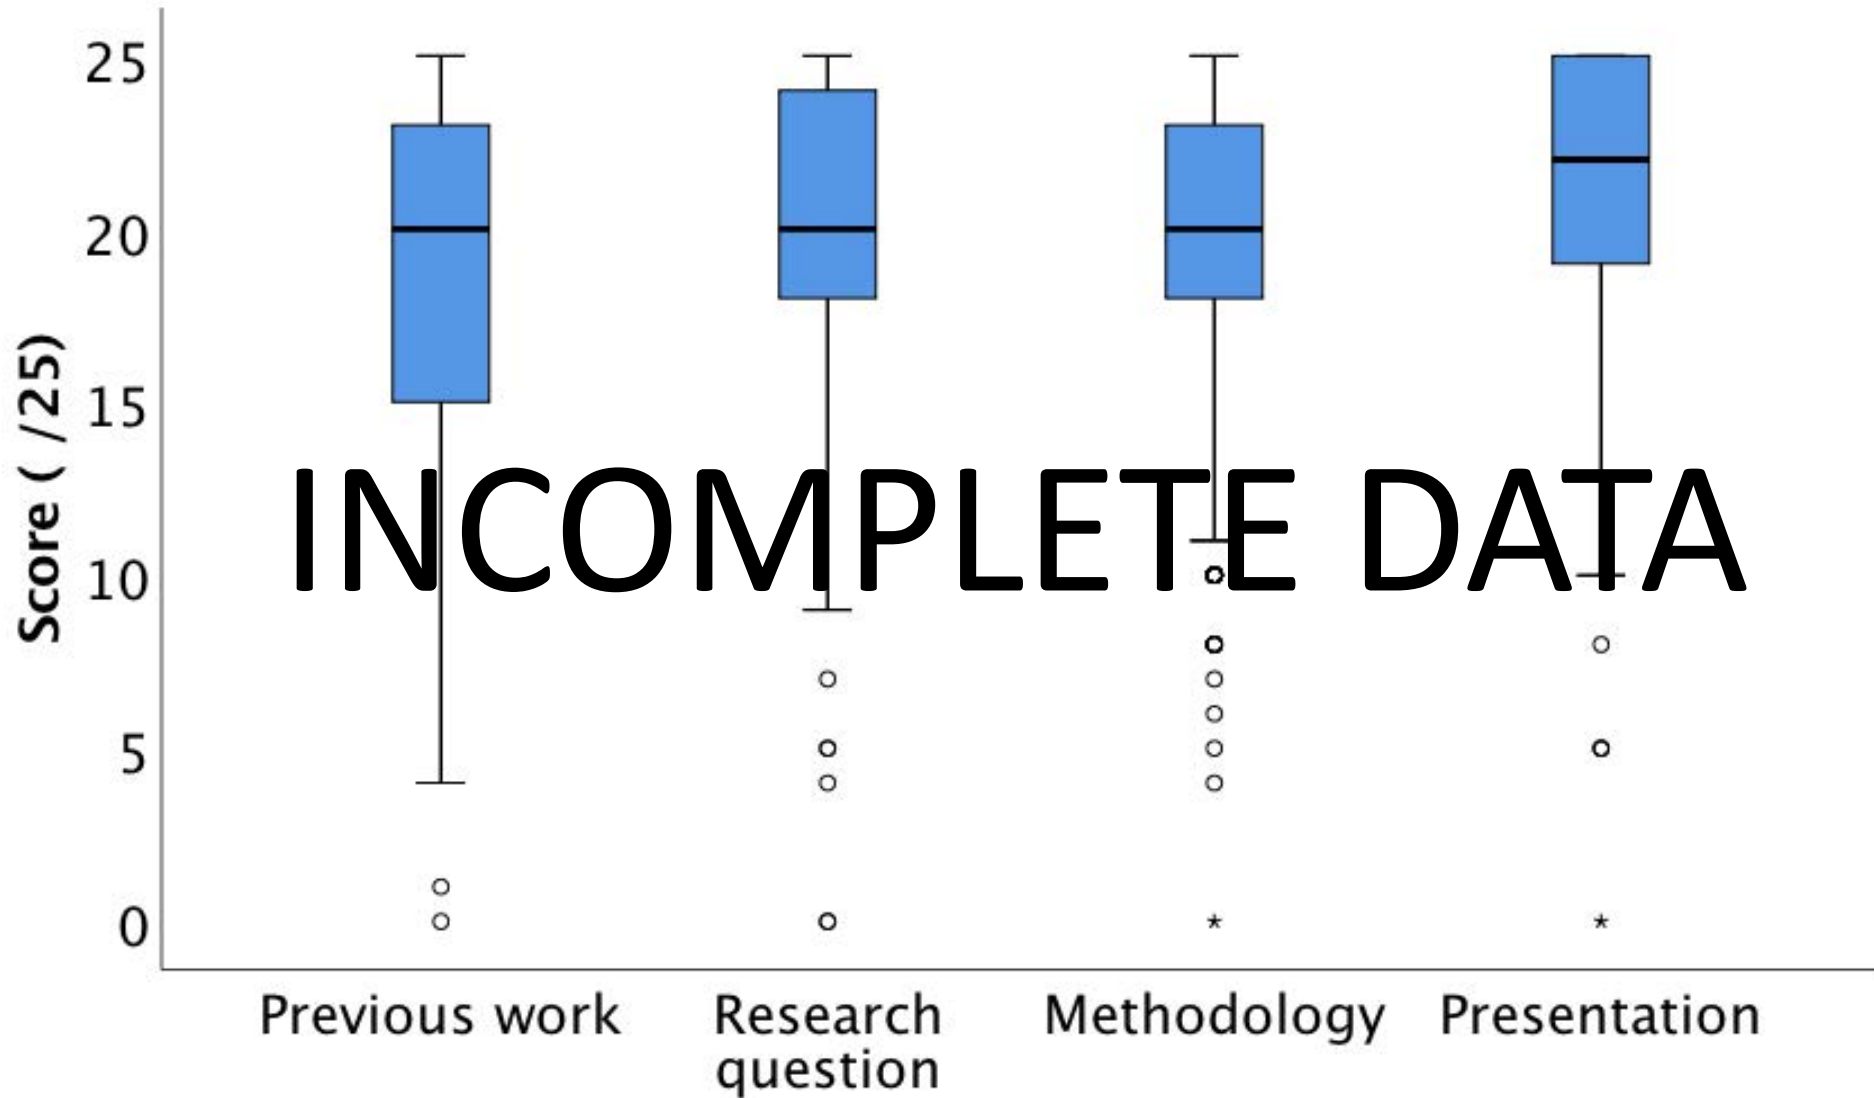 Score ( /25)
25
20
15
10
5
0
INCOMPLETE DATA
Previous work
Research
question
Methodology
Presentation